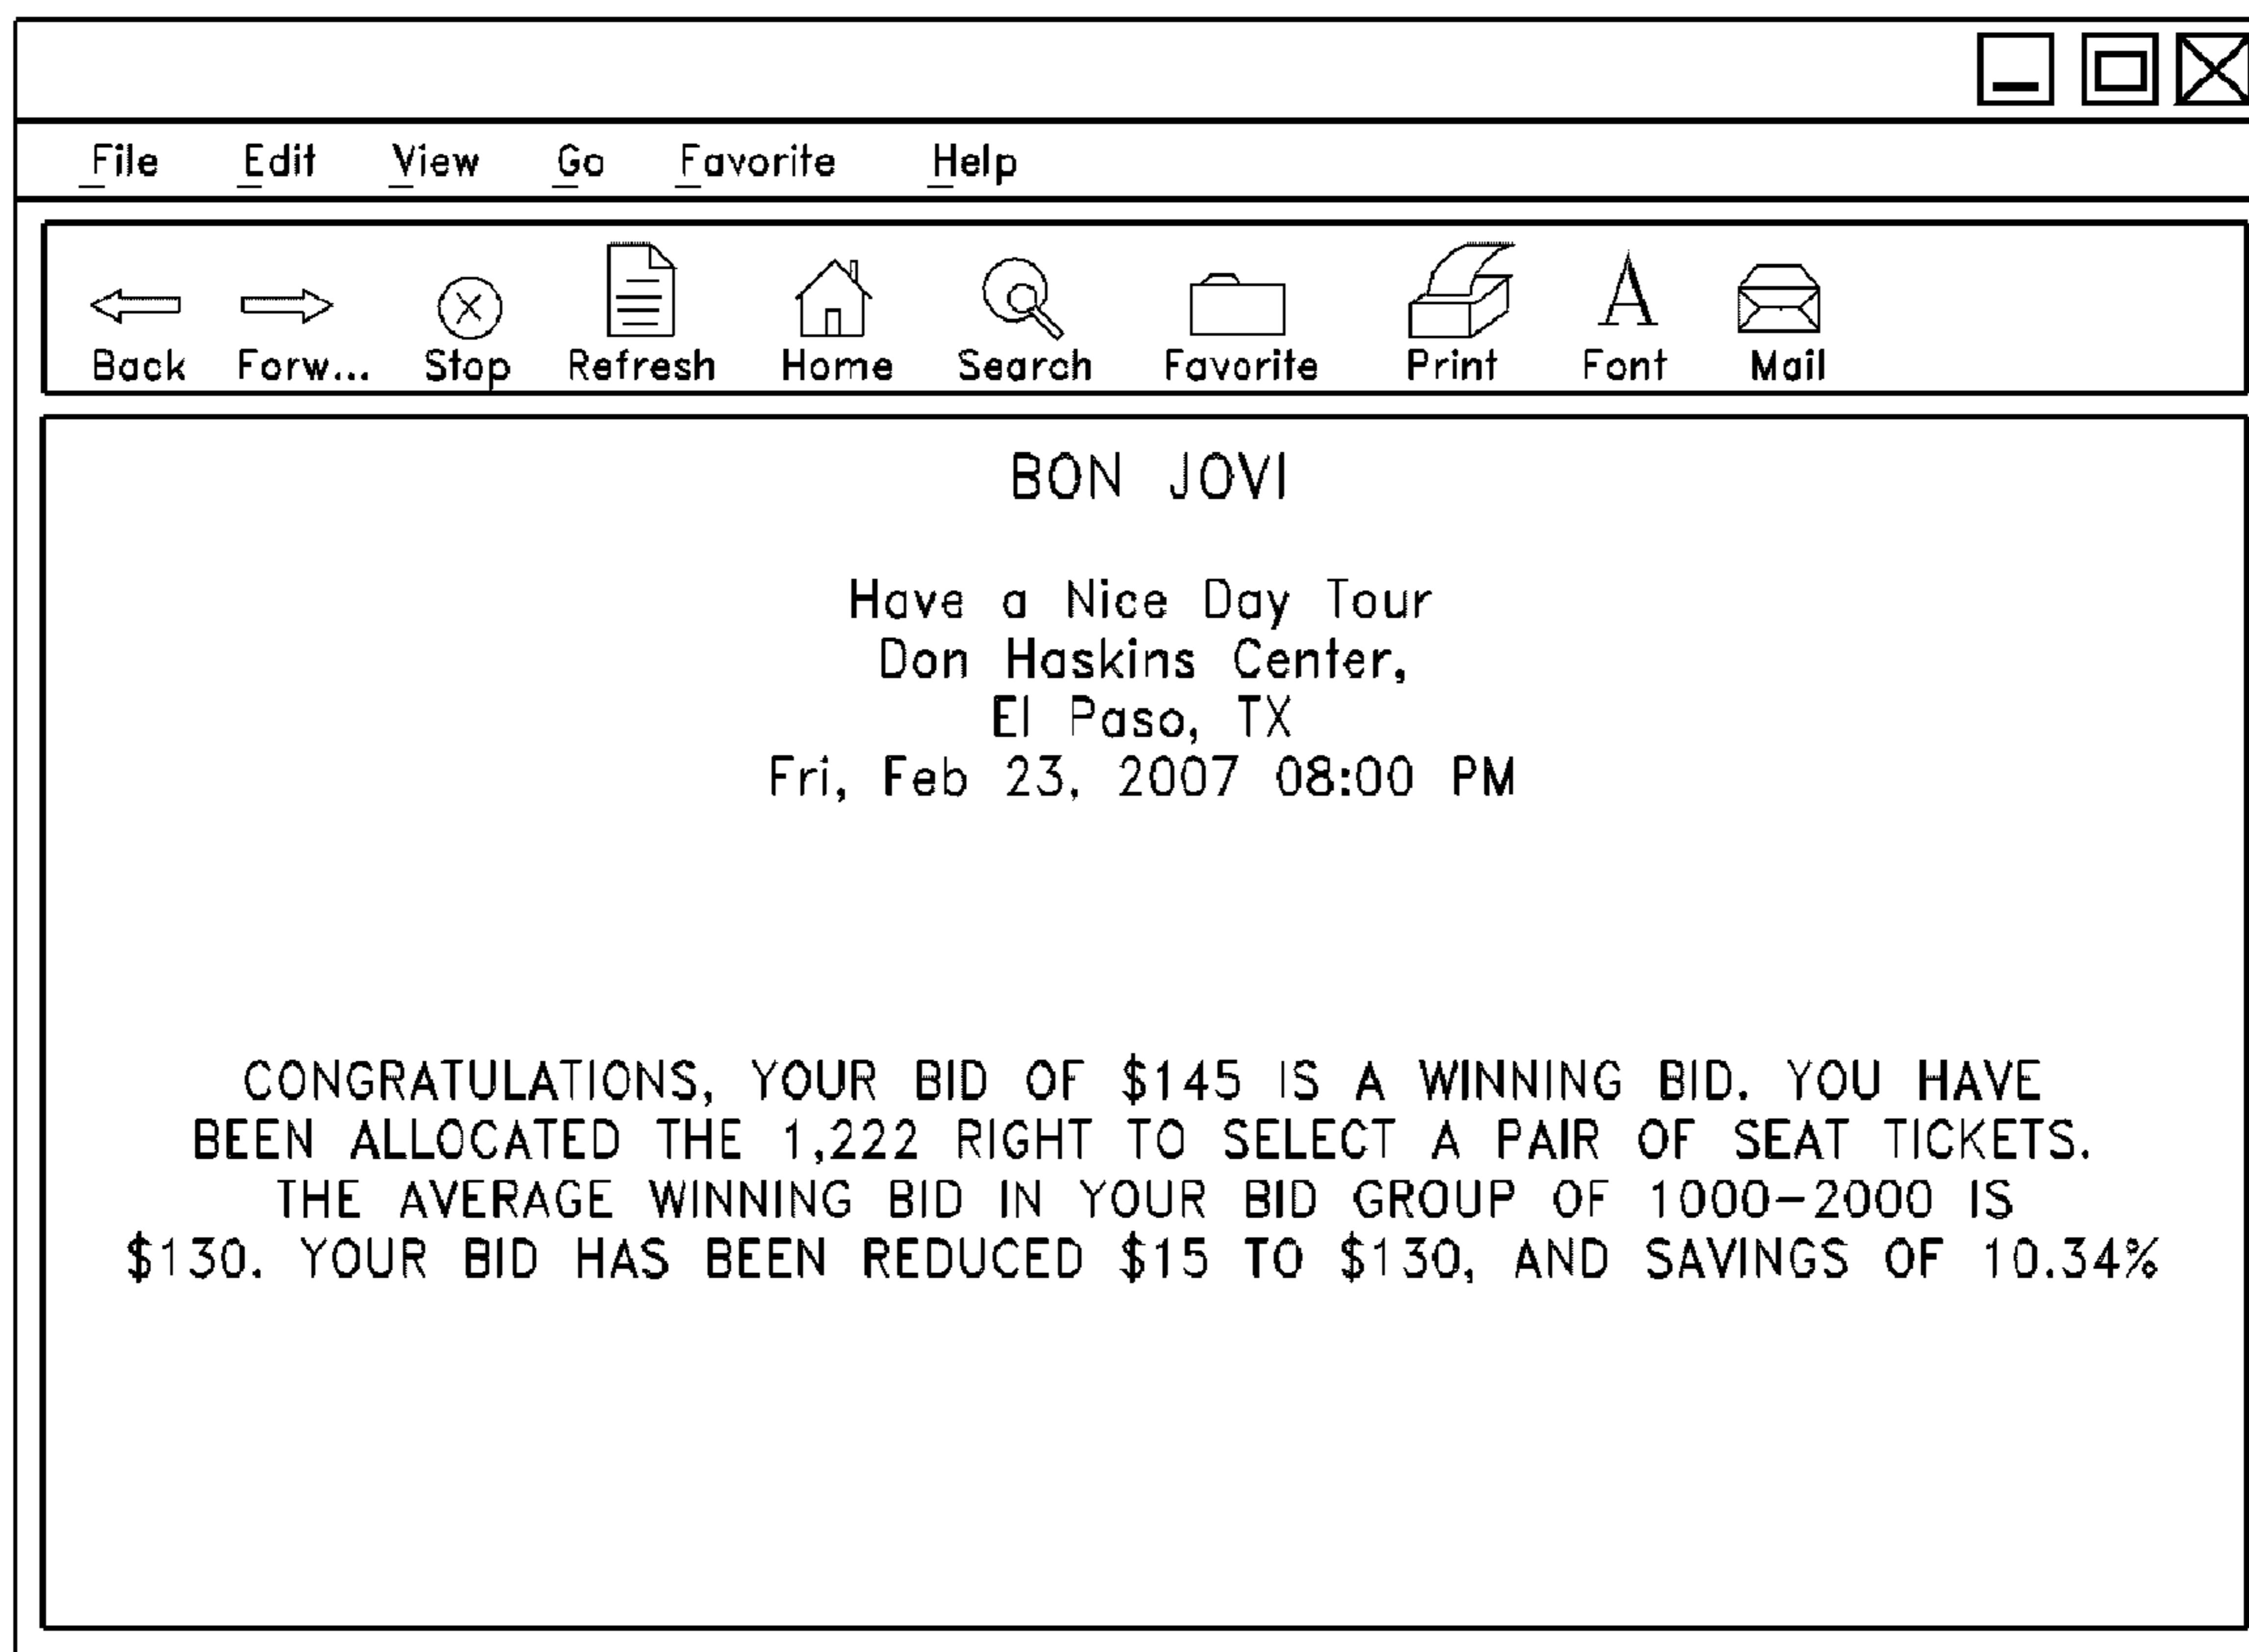 File Edit View Go Favorite Help
Back Forw... Stop Refresh Home Search Favorite Print Font Mail
BON JOVI
Have a Nice Day Tour
Don Haskins Center,
El Paso, TX
Fri, Feb 23, 2007 08:00 PM
CONGRATULATIONS, YOUR BID OF $145 IS A WINNING BID. YOU HAVE
BEEN ALLOCATED THE 1,222 RIGHT TO SELECT A PAIR OF SEAT TICKETS.
THE AVERAGE WINNING BID IN YOUR BID GROUP OF 1000-2000 IS
$130. YOUR BID HAS BEEN REDUCED $15 TO $130, AND SAVINGS OF 10.34%